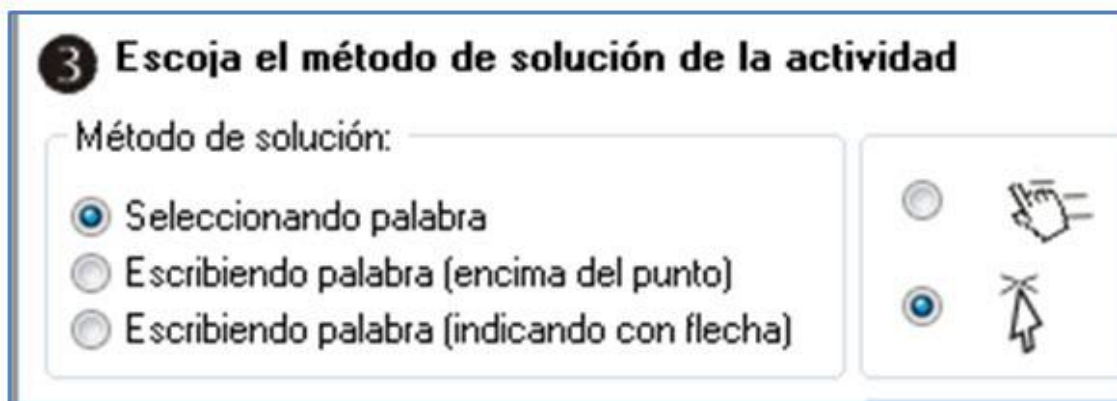 3 Escoja el método de solución de la actividad
Método de solución:
Seleccionando palabra
Escribiendo palabra (encima del punto)
Escribiendo palabra (indicando con flecha)